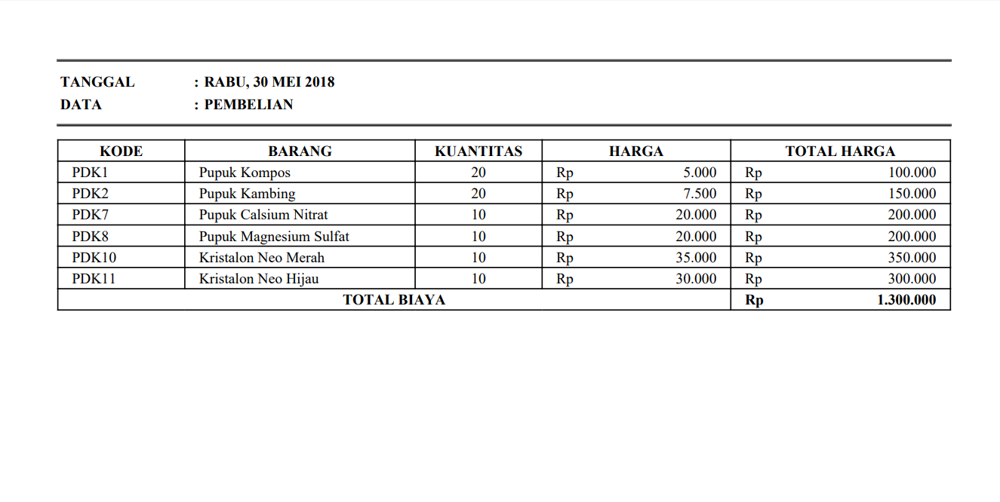 TANGGAL : RABU, 30 MEI 2018
DATA : PEMBELIAN
KODE BARANG KUANTITAS HARGA TOTAL HARGA
PDK1 Pupuk Kompos 20 Rp 5.000 Rp 100.000
PDK2 Pupuk Kambing 20 Rp 7.500 Rp 150.000
PDK7 Pupuk Calsium Nitrat 10 Rp 20.000 Rp 200.000
PDK8 Pupuk Magnesium Sulfat 10 Rp 20.000 Rp 200.000
PDK10 Kristalon Neo Merah 10 Rp 35.000 Rp 350.000
PDK11 Kristalon Neo Hijau 10 Rp 30.000 Rp 300.000
TOTAL BIAYA Rp 1.300.000